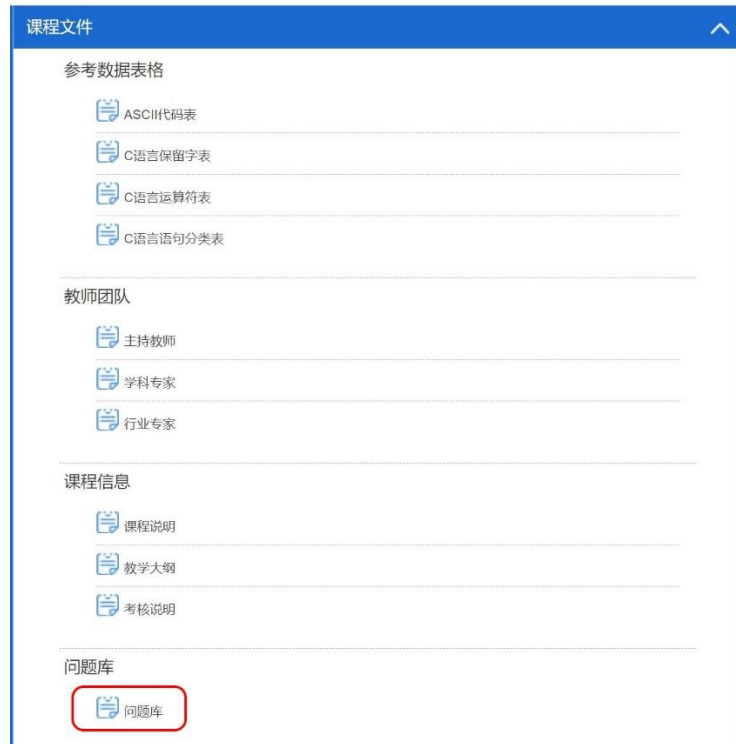 课程文件
参考数据表格
ASCII代码表
C语言保留字表
C语言运算符表
C语言语句分类表
教师团队
主持教师
学科专家
行业专家
课程信息
课程说明
教学大纲
考核说明
问题库
问题库